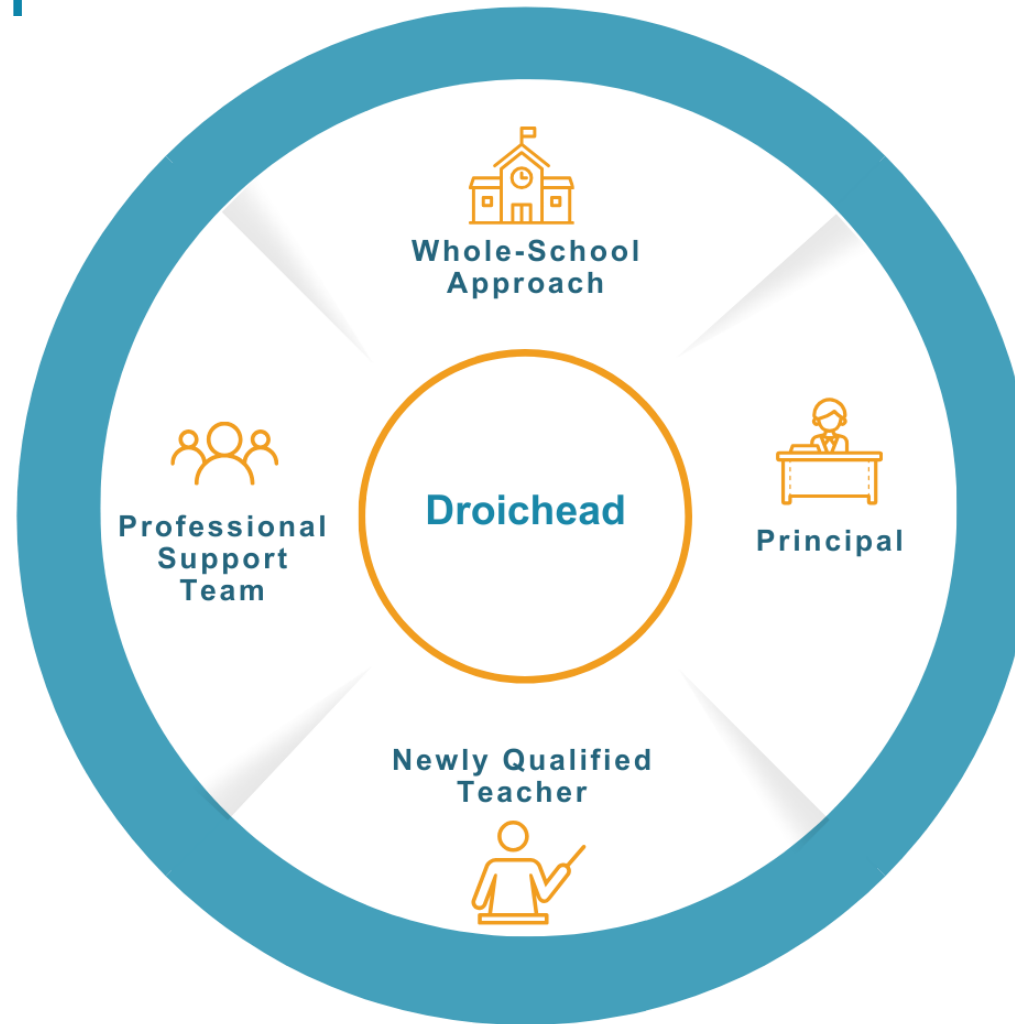 Whole-School
Approach
Professional
Support
Team
Droichead
Principal
Newly Qualified
Teacher